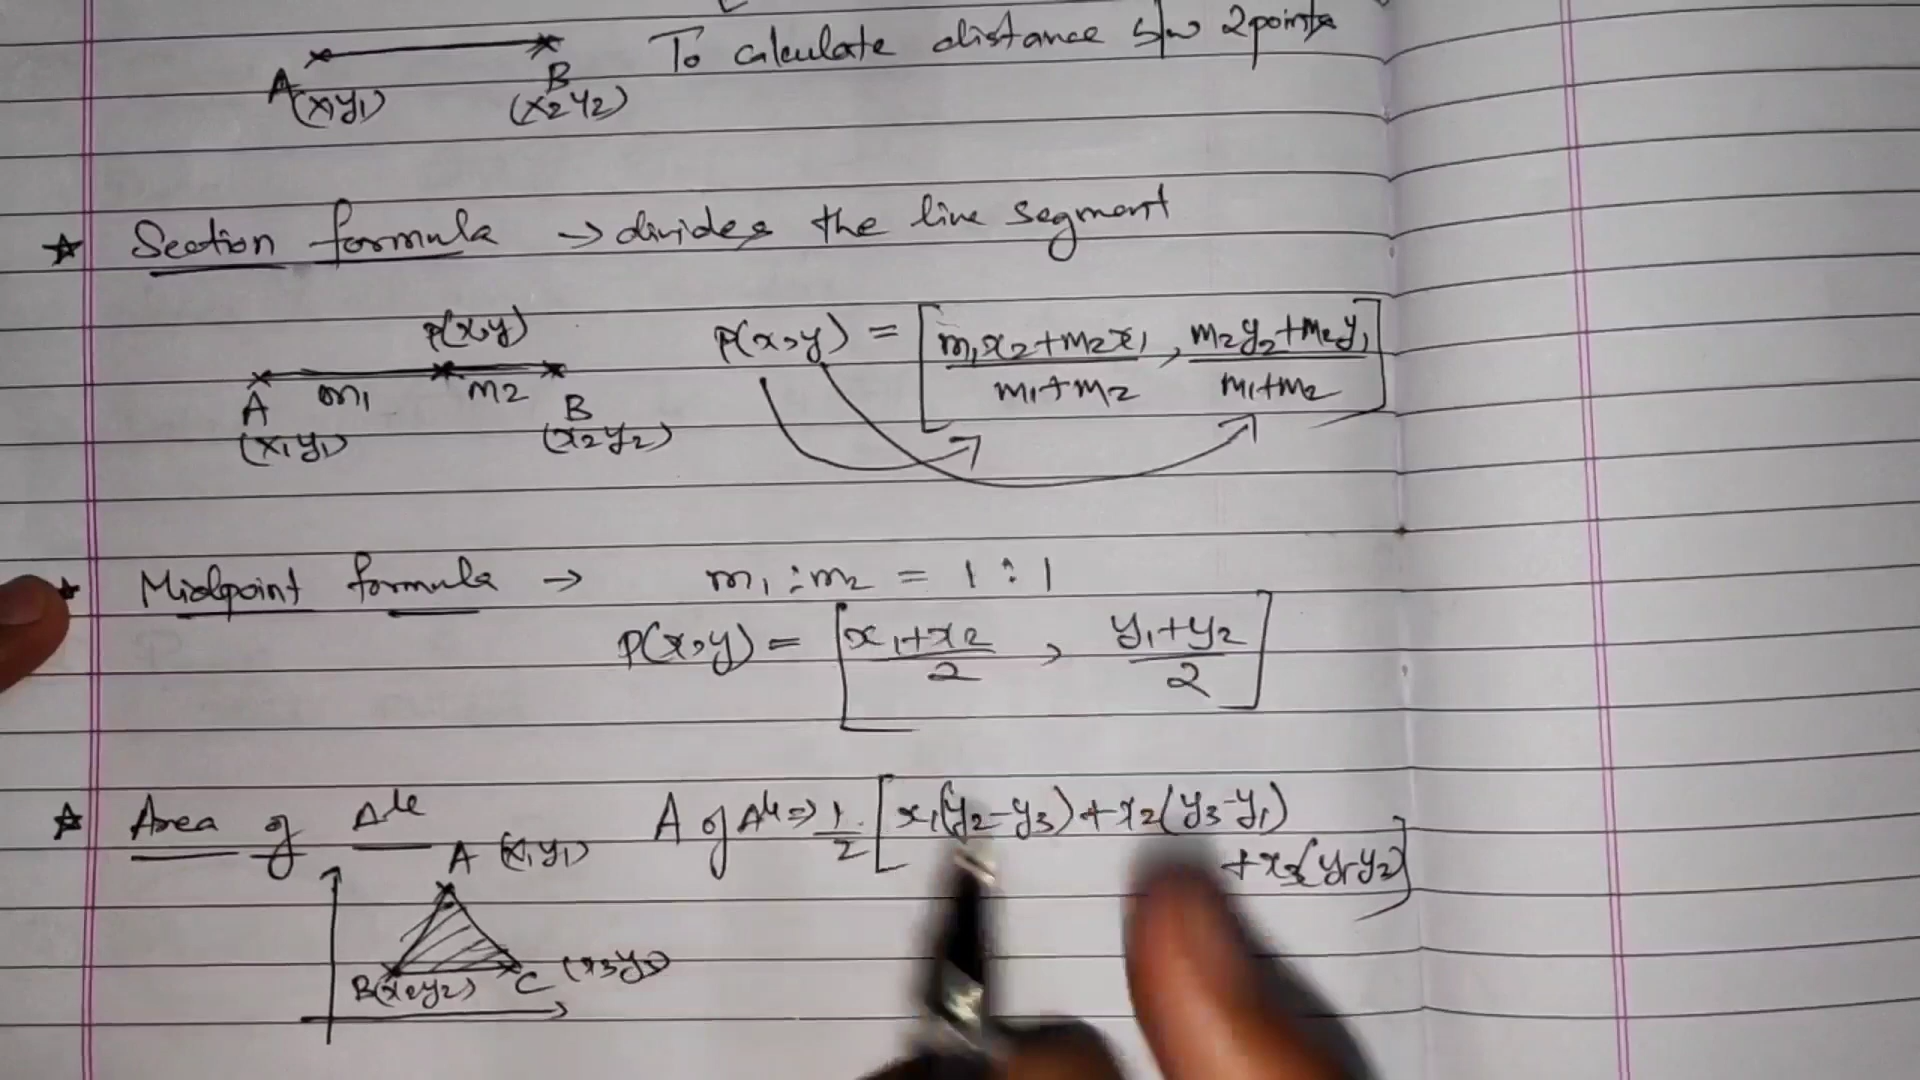 To calculate distance b/w 2points
A (x1y1) B (x2y2)
★ Section formula → divides the line segment
P(x,y)
A m1 m2 B
(x1y1) (x2y2)
P(x,y) = [m1x2+m2x1 / m1+m2 , m2y2+m2y1 / m1+m2]
★ Midpoint formula → m1:m2 = 1:1
P(x,y) = [x1+x2 / 2 , y1+y2 / 2]
★ Area of Δle A of Δle ⇒ 1/2 [x1(y2-y3)+x2(y3-y1)
+x3(y1-y2)]
A (x1y1)
B(x2y2) C (x3y3)